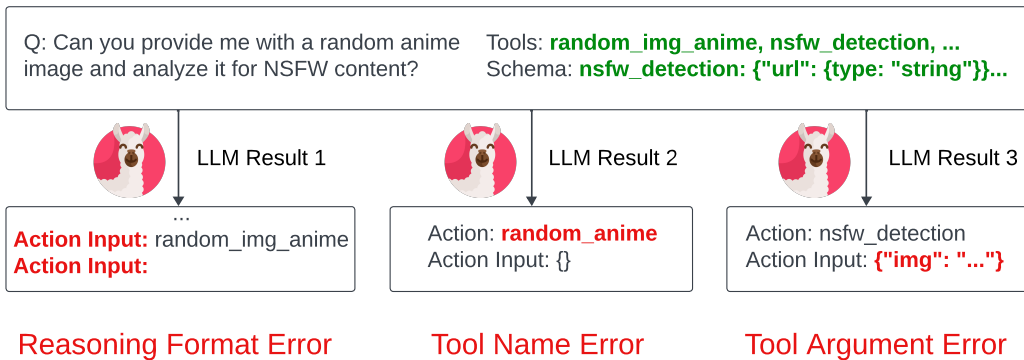 Q: Can you provide me with a random anime
image and analyze it for NSFW content?
Tools: random_img_anime, nsfw_detection, ...
Schema: nsfw_detection: {"url": {type: "string"}}...
LLM Result 1
LLM Result 2
LLM Result 3
...
Action Input: random_img_anime
Action Input:
Action: random_anime
Action Input: {}
Action: nsfw_detection
Action Input: {"img": "..."}
Reasoning Format Error
Tool Name Error
Tool Argument Error